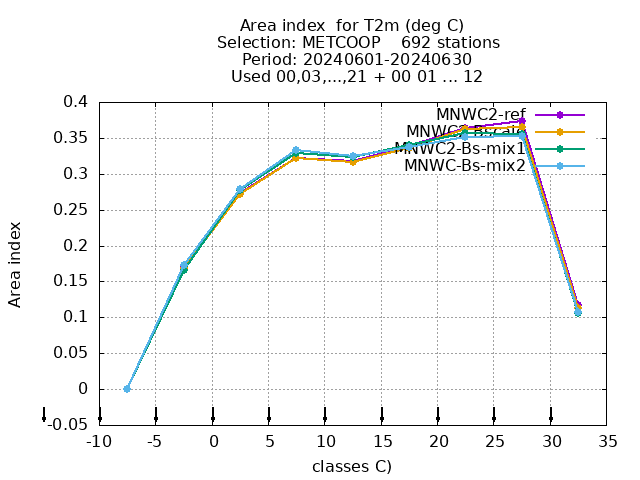 Area index  for T2m (deg C)
Selection: METCOOP    692 stations
Period: 20240601-20240630
Used 00,03,...,21 + 00 01 ... 12
MNWC2-ref
MNWC2-Bs-mix1
MNWC-Bs-mix2
0.4
0.35
0.3
0.25
0.2
0.15
0.1
0.05
0
-0.05
-10 -5 0 5 10 15 20 25 30 35
Area index
classes C)